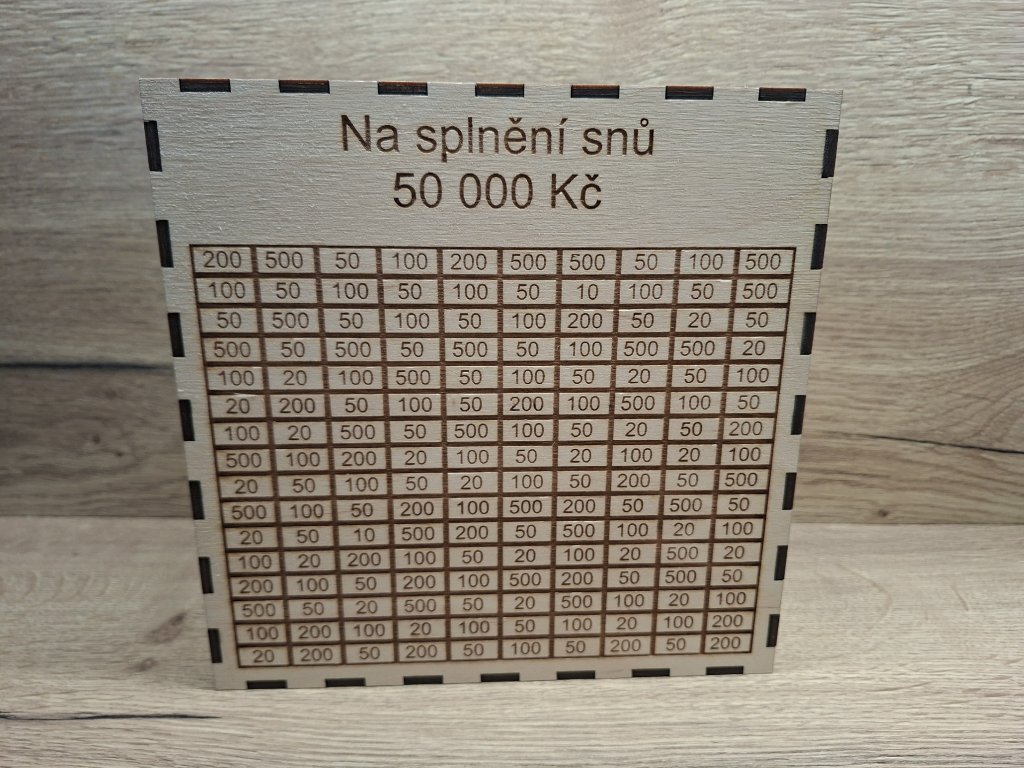 Na splnění snů
50 000 Kč
200 500 50 100 200 500 500 50 100 500
100 50 100 50 100 50 10 100 50 500
50 500 50 100 50 100 200 50 20 50
500 50 500 50 500 50 100 500 500 20
100 20 100 500 50 100 50 20 50 100
20 200 50 100 50 200 100 500 100 50
100 20 500 50 500 100 50 20 50 200
500 100 200 20 100 50 20 100 20 100
20 50 100 50 20 100 50 200 50 500
500 100 50 200 100 500 200 50 500 50
20 50 10 500 200 50 500 100 20 100
100 20 200 100 50 20 100 20 500 20
200 100 50 200 100 500 200 50 500 50
500 50 20 500 50 20 500 100 20 100
100 200 100 20 100 50 100 20 100 200
20 200 50 200 50 100 50 200 50 200